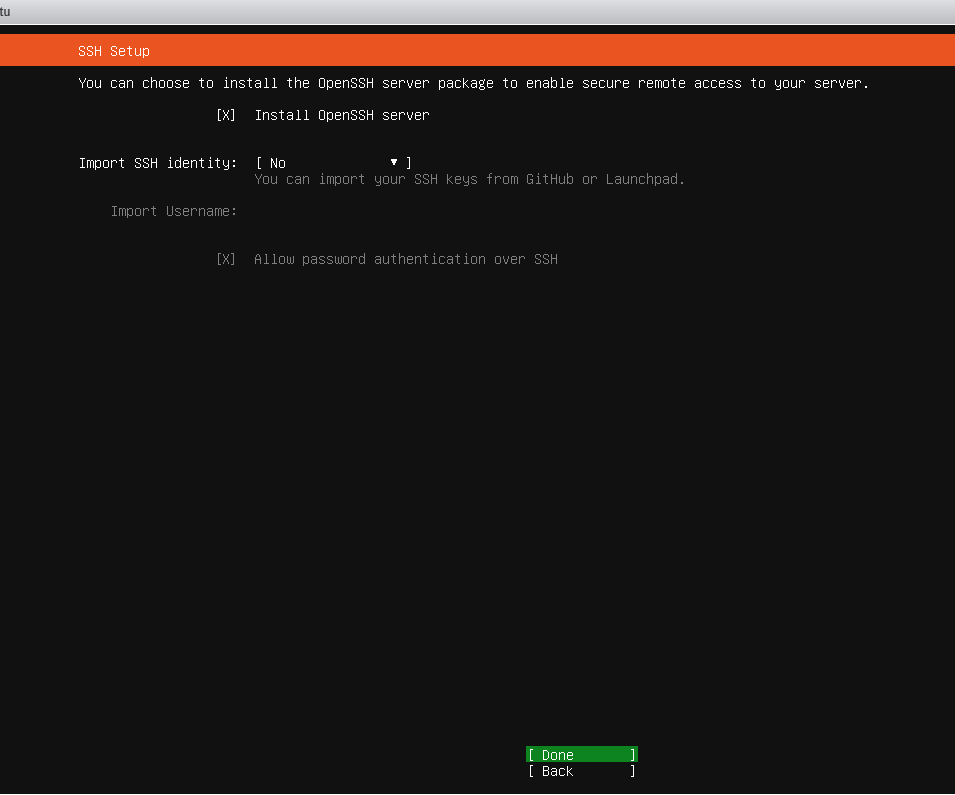 tu
SSH Setup
You can choose to install the OpenSSH server package to enable secure remote access to your server.
[X] Install OpenSSH server
Import SSH identity: [ No ▼ ]
You can import your SSH keys from GitHub or Launchpad.
Import Username:
[X] Allow password authentication over SSH
[ Done ]
[ Back ]